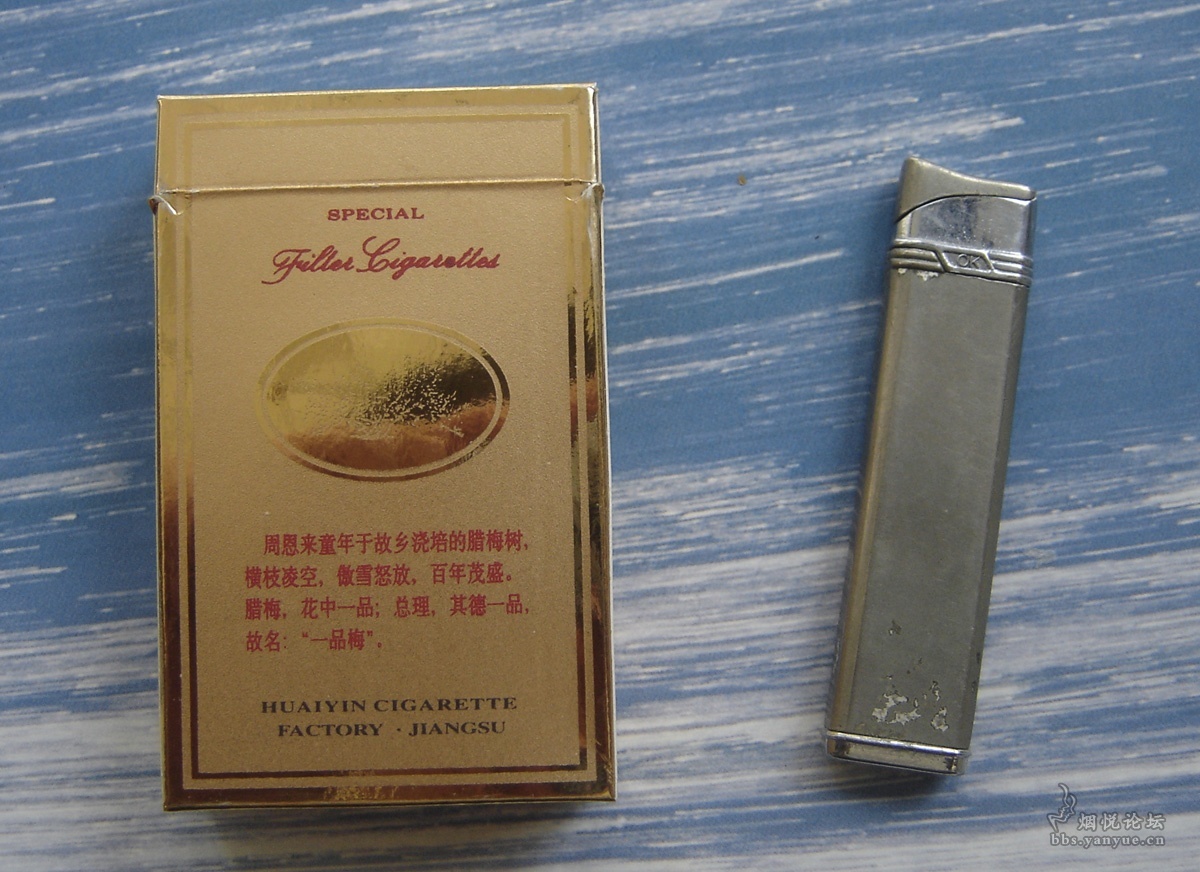 SPECIAL
Filter Cigarettes
周恩来童年于故乡浇培的腊梅树,
横枝凌空, 傲雪怒放, 百年茂盛。
腊梅, 花中一品; 总理, 其德一品,
故名: “一品梅”。
HUAIYIN CIGARETTE
FACTORY · JIANGSU
OK
烟悦论坛
bbs.yanyue.cn